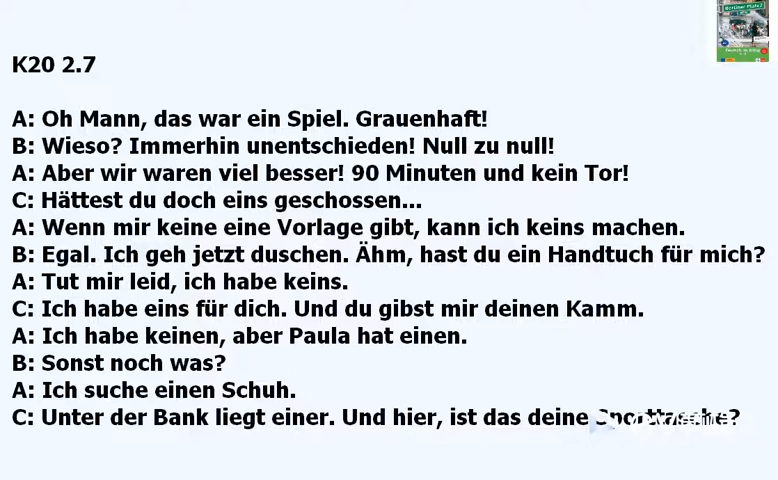 K20 2.7
A: Oh Mann, das war ein Spiel. Grauenhaft!
B: Wieso? Immerhin unentschieden! Null zu null!
A: Aber wir waren viel besser! 90 Minuten und kein Tor!
C: Hättest du doch eins geschossen...
A: Wenn mir keine eine Vorlage gibt, kann ich keins machen.
B: Egal. Ich geh jetzt duschen. Ähm, hast du ein Handtuch für mich?
A: Tut mir leid, ich habe keins.
C: Ich habe eins für dich. Und du gibst mir deinen Kamm.
A: Ich habe keinen, aber Paula hat einen.
B: Sonst noch was?
A: Ich suche einen Schuh.
C: Unter der Bank liegt einer. Und hier, ist das deine